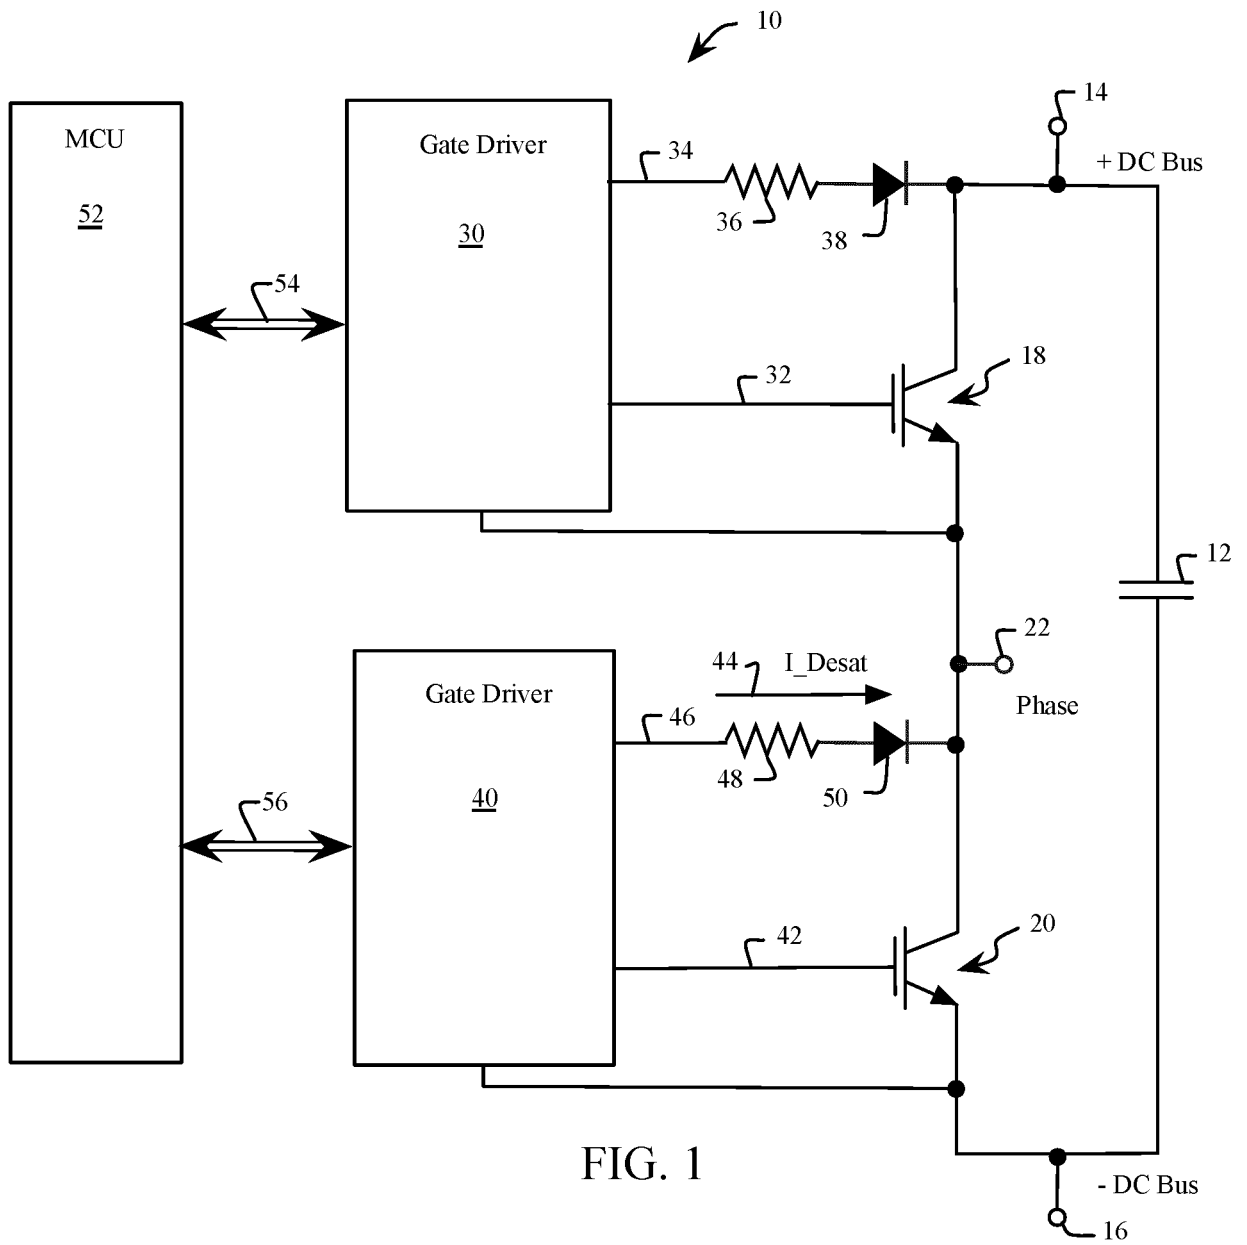 10
14
MCU
Gate Driver
34
+ DC Bus
52
30
36
38
54
18
32
12
22
44
I_Desat
Gate Driver
Phase
46
48
50
40
56
42
20
FIG. 1
- DC Bus
16